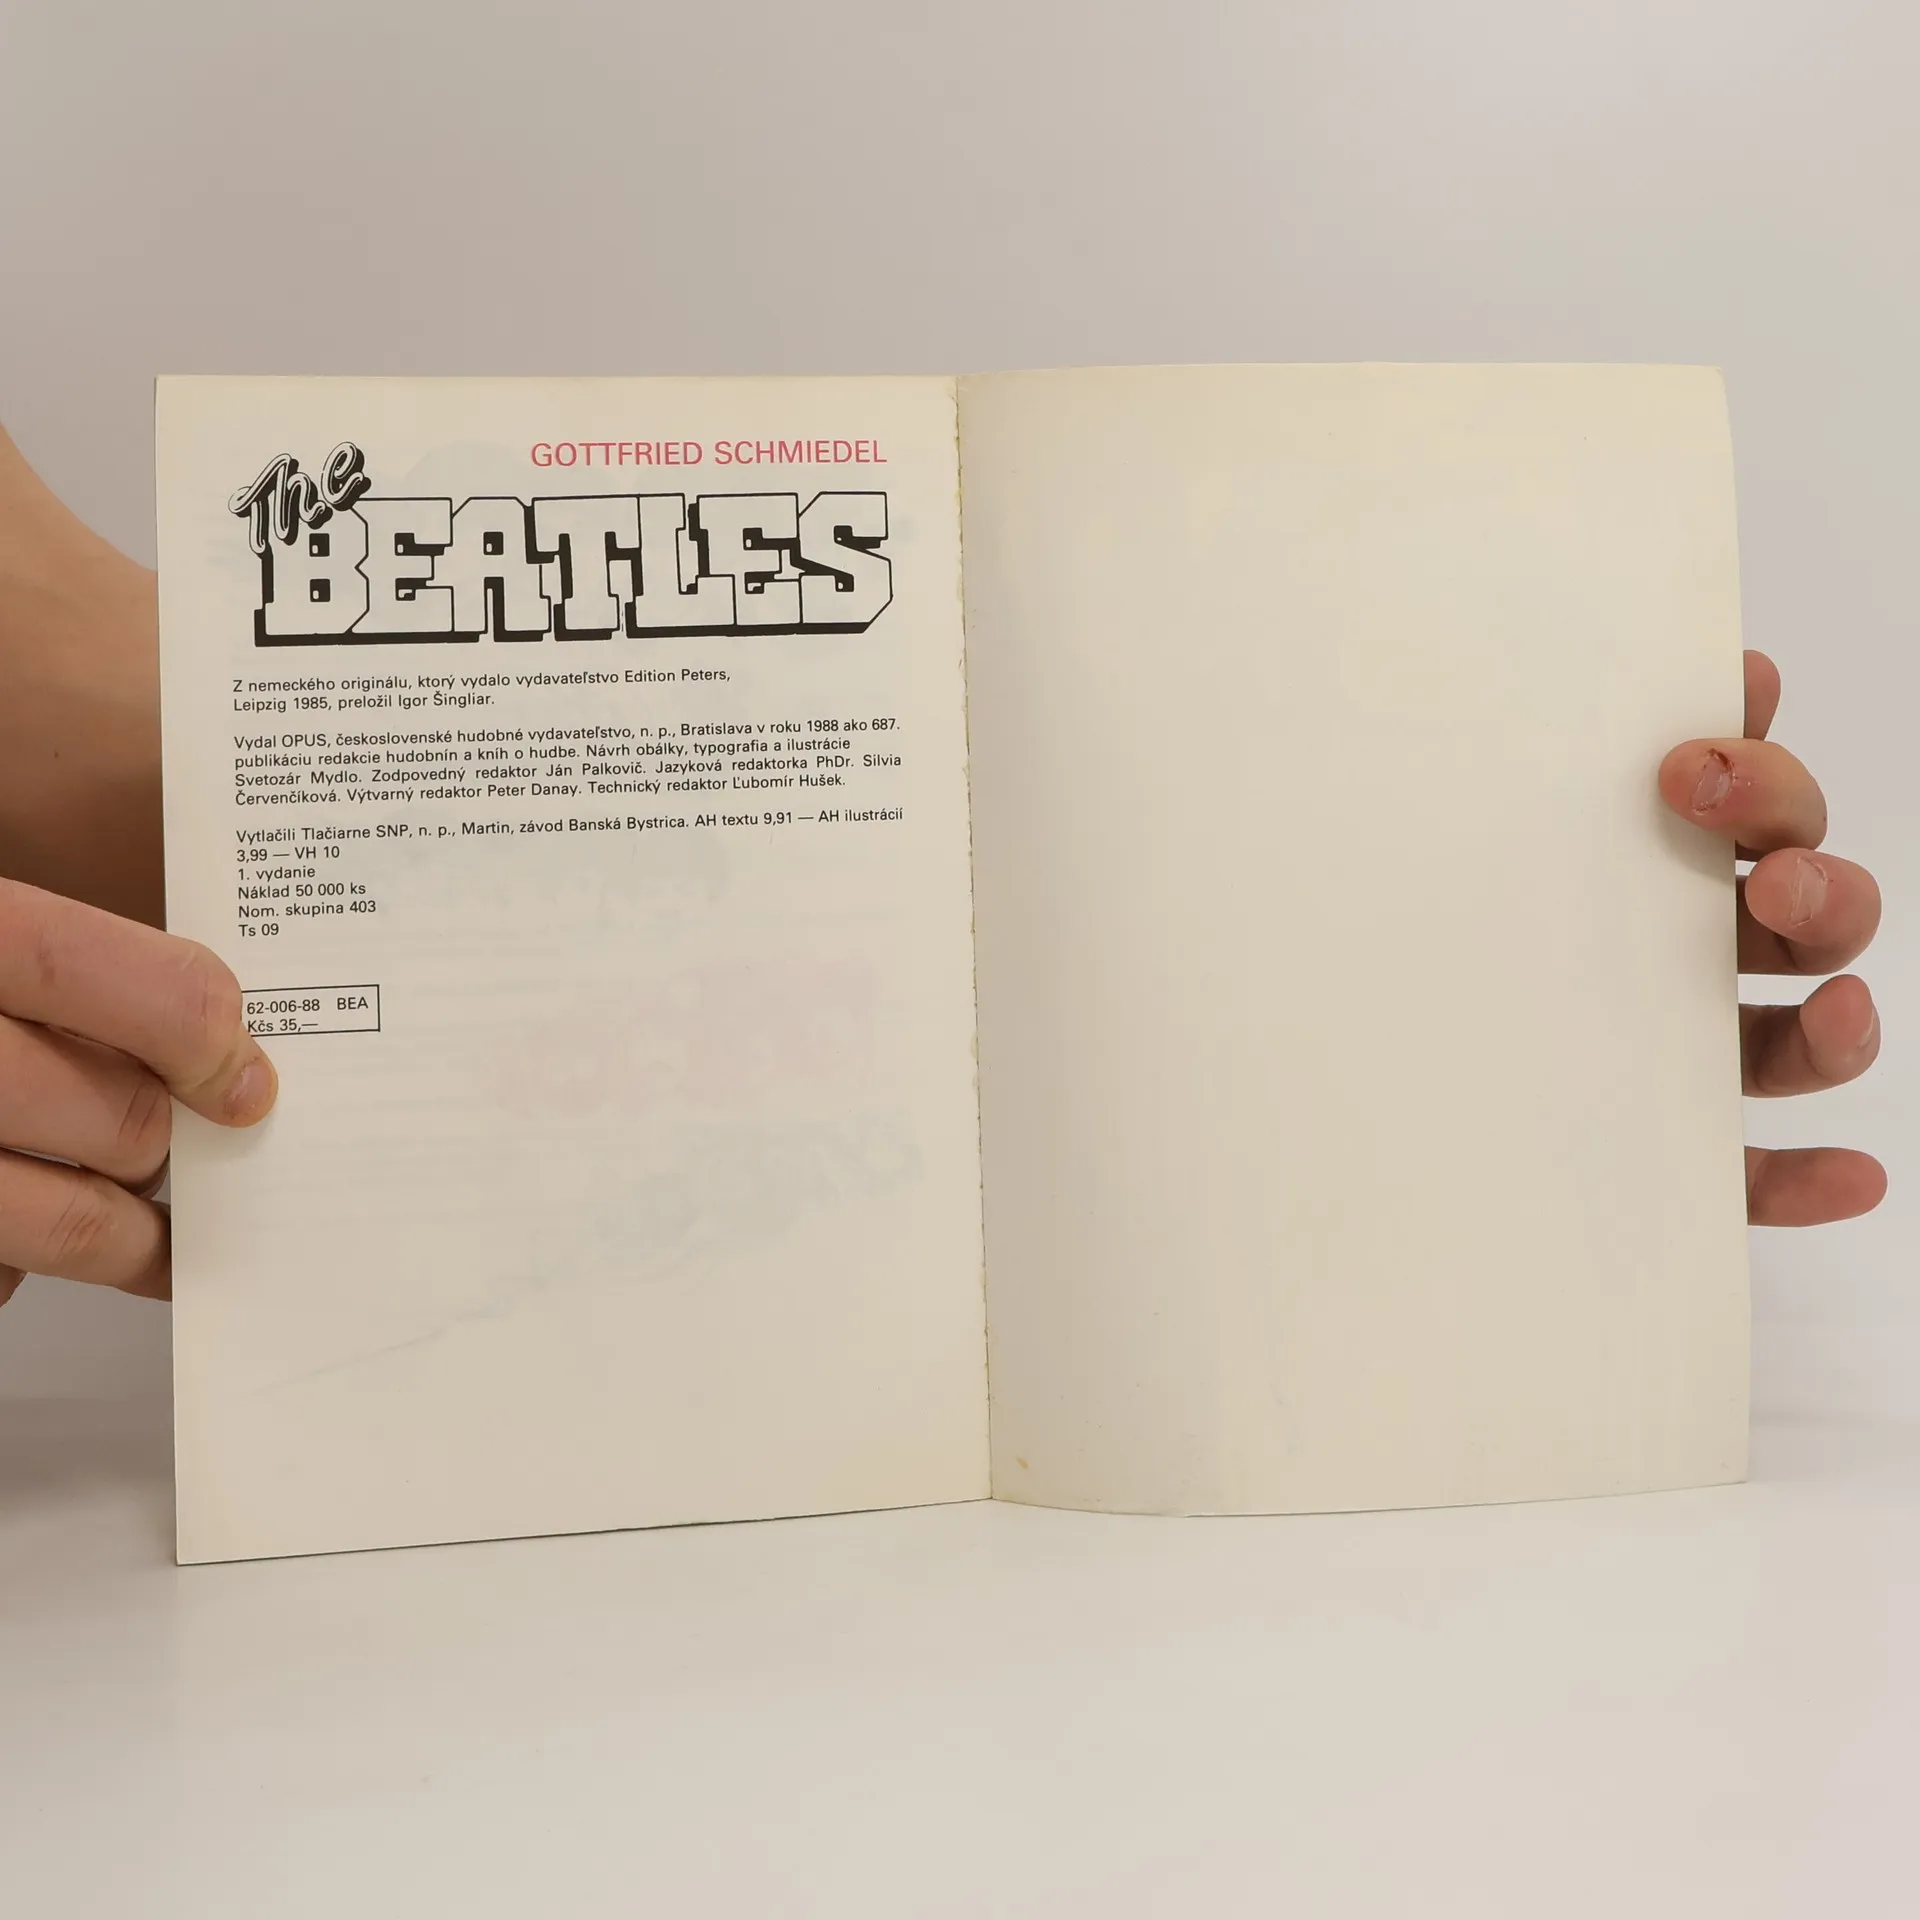 GOTTFRIED SCHMIEDEL
The
BEATLES
Z nemeckého originálu, ktorý vydalo vydavateľstvo Edition Peters,
Leipzig 1985, preložil Igor Šingliar.
Vydal OPUS, československé hudobné vydavateľstvo, n. p., Bratislava v roku 1988 ako 687.
publikáciu redakcie hudobnín a kníh o hudbe. Návrh obálky, typografia a ilustrácie
Svetozár Mydlo. Zodpovedný redaktor Ján Palkovič. Jazyková redaktorka PhDr. Silvia
Červenčíková. Výtvarný redaktor Peter Danay. Technický redaktor Ľubomír Hušek.
Vytlačili Tlačiarne SNP, n. p., Martin, závod Banská Bystrica. AH textu 9,91 — AH ilustrácií
3,99 — VH 10
1. vydanie
Náklad 50 000 ks
Nom. skupina 403
Ts 09
62-006-88 BEA
Kčs 35,—